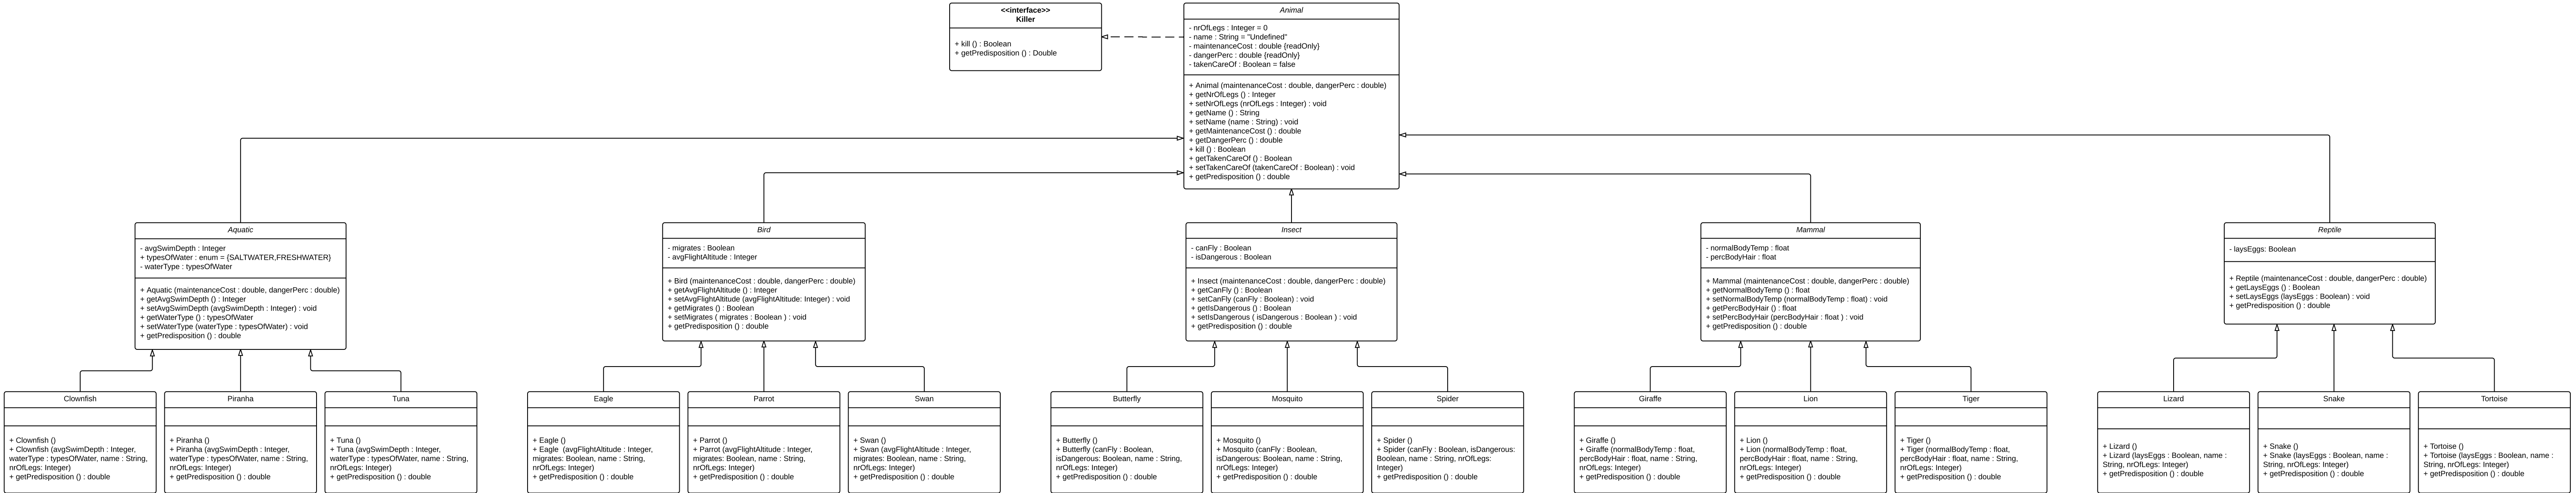 <<interface>>
Killer
+ kill () : Boolean
+ getPredisposition () : Double
Animal
- nrOfLegs : Integer = 0
- name : String = "Undefined"
- maintenanceCost : double {readOnly}
- dangerPerc : double {readOnly}
- takenCareOf : Boolean = false
+ Animal (maintenanceCost : double, dangerPerc : double)
+ getNrOfLegs () : Integer
+ setNrOfLegs (nrOfLegs : Integer) : void
+ getName () : String
+ setName (name : String) : void
+ getMaintenanceCost () : double
+ getDangerPerc () : double
+ kill () : Boolean
+ getTakenCareOf () : Boolean
+ setTakenCareOf (takenCareOf : Boolean) : void
+ getPredisposition () : double
Aquatic
- avgSwimDepth : Integer
+ typesOfWater : enum = {SALTWATER,FRESHWATER}
- waterType : typesOfWater
+ Aquatic (maintenanceCost : double, dangerPerc : double)
+ getAvgSwimDepth () : Integer
+ setAvgSwimDepth (avgSwimDepth : Integer) : void
+ getWaterType () : typesOfWater
+ setWaterType (waterType : typesOfWater) : void
+ getPredisposition () : double
Bird
- migrates : Boolean
- avgFlightAltitude : Integer
+ Bird (maintenanceCost : double, dangerPerc : double)
+ getAvgFlightAltitude () : Integer
+ setAvgFlightAltitude (avgFlightAltitude: Integer) : void
+ getMigrates () : Boolean
+ setMigrates ( migrates : Boolean ) : void
+ getPredisposition () : double
Insect
- canFly : Boolean
- isDangerous : Boolean
+ Insect (maintenanceCost : double, dangerPerc : double)
+ getCanFly () : Boolean
+ setCanFly (canFly : Boolean) : void
+ getIsDangerous () : Boolean
+ setIsDangerous ( isDangerous : Boolean ) : void
+ getPredisposition () : double
Mammal
- normalBodyTemp : float
- percBodyHair : float
+ Mammal (maintenanceCost : double, dangerPerc : double)
+ getNormalBodyTemp () : float
+ setNormalBodyTemp (normalBodyTemp : float) : void
+ getPercBodyHair () : float
+ setPercBodyHair (percBodyHair : float ) : void
+ getPredisposition () : double
Reptile
- laysEggs: Boolean
+ Reptile (maintenanceCost : double, dangerPerc : double)
+ getLaysEggs () : Boolean
+ setLaysEggs (laysEggs : Boolean) : void
+ getPredisposition () : double
Clownfish
+ Clownfish ()
+ Clownfish (avgSwimDepth : Integer,
waterType : typesOfWater, name : String,
nrOfLegs: Integer)
+ getPredisposition () : double
Piranha
+ Piranha ()
+ Piranha (avgSwimDepth : Integer,
waterType : typesOfWater, name : String,
nrOfLegs: Integer)
+ getPredisposition () : double
Tuna
+ Tuna ()
+ Tuna (avgSwimDepth : Integer,
waterType : typesOfWater, name : String,
nrOfLegs: Integer)
+ getPredisposition () : double
Eagle
+ Eagle ()
+ Eagle (avgFlightAltitude : Integer,
migrates: Boolean, name : String,
nrOfLegs: Integer)
+ getPredisposition () : double
Parrot
+ Parrot ()
+ Parrot (avgFlightAltitude : Integer,
migrates: Boolean, name : String,
nrOfLegs: Integer)
+ getPredisposition () : double
Swan
+ Swan ()
+ Swan (avgFlightAltitude : Integer,
migrates: Boolean, name : String,
nrOfLegs: Integer)
+ getPredisposition () : double
Butterfly
+ Butterfly ()
+ Butterfly (canFly : Boolean,
isDangerous: Boolean, name : String,
nrOfLegs: Integer)
+ getPredisposition () : double
Mosquito
+ Mosquito ()
+ Mosquito (canFly : Boolean,
isDangerous: Boolean, name : String,
nrOfLegs: Integer)
+ getPredisposition () : double
Spider
+ Spider ()
+ Spider (canFly : Boolean, isDangerous:
Boolean, name : String, nrOfLegs:
Integer)
+ getPredisposition () : double
Giraffe
+ Giraffe ()
+ Giraffe (normalBodyTemp : float,
percBodyHair : float, name : String,
nrOfLegs: Integer)
+ getPredisposition () : double
Lion
+ Lion ()
+ Lion (normalBodyTemp : float,
percBodyHair : float, name : String,
nrOfLegs: Integer)
+ getPredisposition () : double
Tiger
+ Tiger ()
+ Tiger (normalBodyTemp : float,
percBodyHair : float, name : String,
nrOfLegs: Integer)
+ getPredisposition () : double
Lizard
+ Lizard ()
+ Lizard (laysEggs : Boolean, name :
String, nrOfLegs: Integer)
+ getPredisposition () : double
Snake
+ Snake ()
+ Snake (laysEggs : Boolean, name :
String, nrOfLegs: Integer)
+ getPredisposition () : double
Tortoise
+ Tortoise ()
+ Tortoise (laysEggs : Boolean, name :
String, nrOfLegs: Integer)
+ getPredisposition () : double